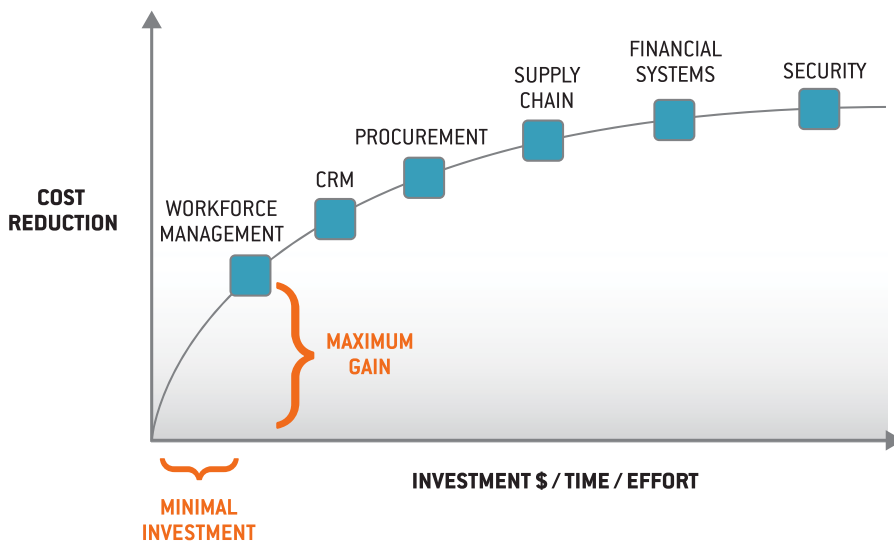 FINANCIAL
SYSTEMS
SECURITY
SUPPLY
CHAIN
PROCUREMENT
CRM
COST
REDUCTION
WORKFORCE
MANAGEMENT
MAXIMUM
GAIN
INVESTMENT $ / TIME / EFFORT
MINIMAL
INVESTMENT